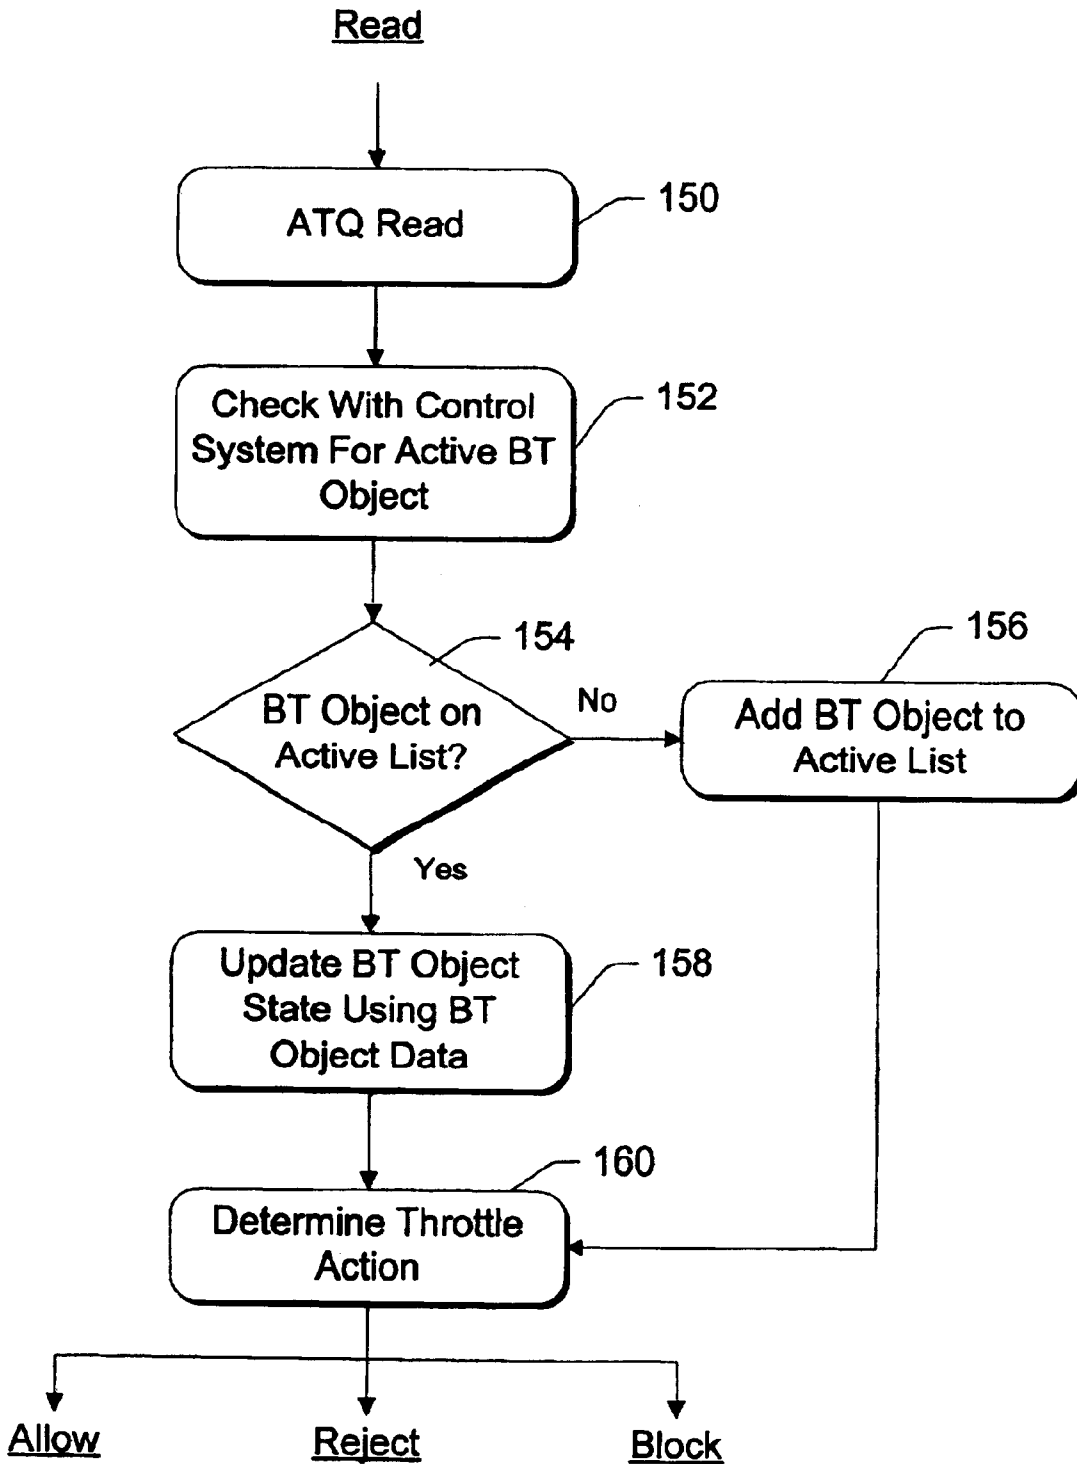 Read
ATQ Read
150
Check With Control
System For Active BT
Object
152
154
BT Object on
Active List?
No
156
Add BT Object to
Active List
Yes
Update BT Object
State Using BT
Object Data
158
160
Determine Throttle
Action
Allow
Reject
Block